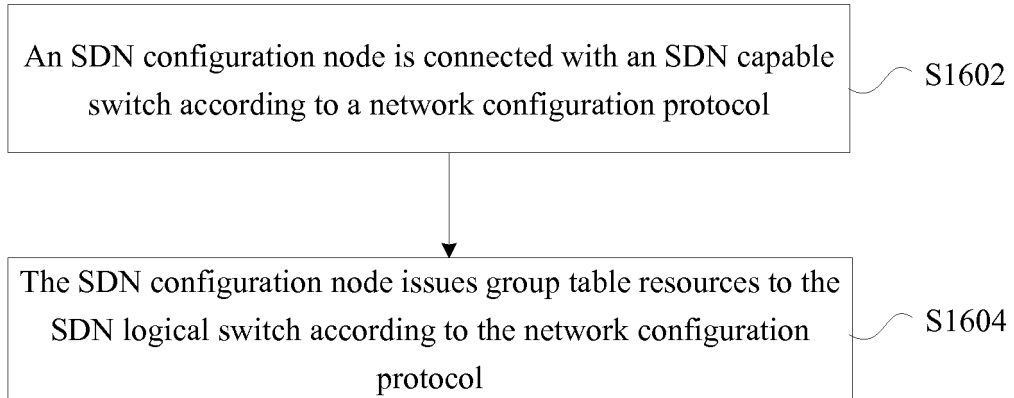 An SDN configuration node is connected with an SDN capable
switch according to a network configuration protocol
S1602
The SDN configuration node issues group table resources to the
SDN logical switch according to the network configuration
protocol
S1604